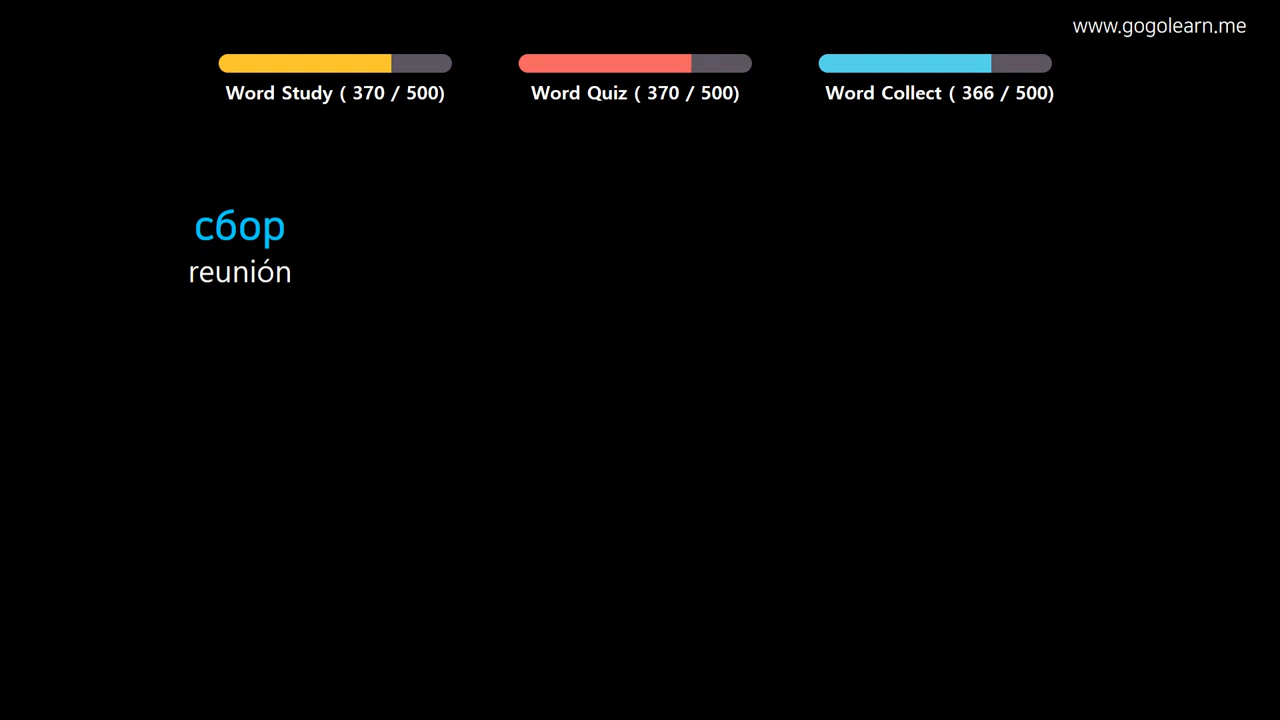 www.gogolearn.me
Word Study ( 370 / 500)
Word Quiz ( 370 / 500)
Word Collect ( 366 / 500)
сбор
reunión